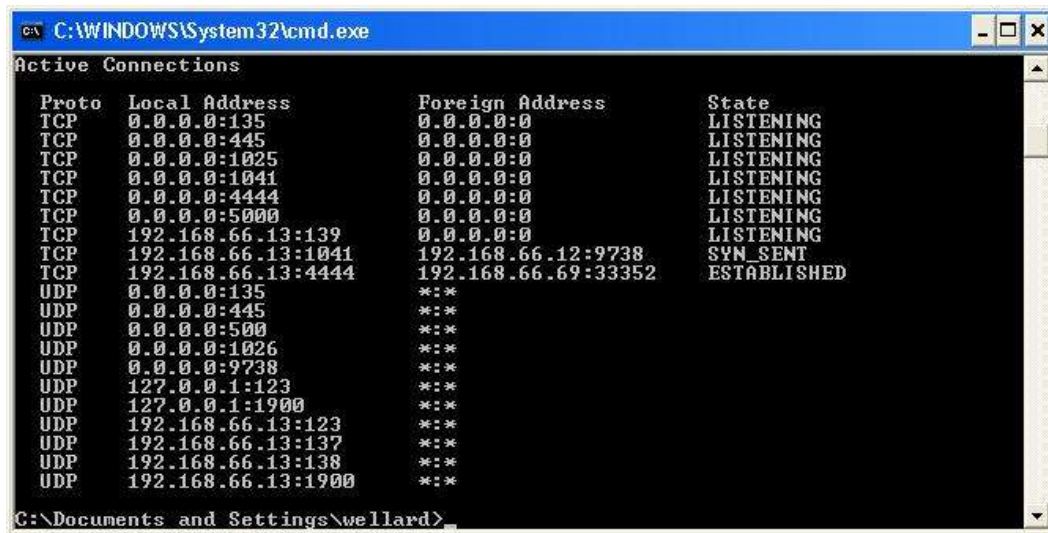 C:\WINDOWS\System32\cmd.exe
Active Connections
Proto Local Address Foreign Address State
TCP 0.0.0.0:135 0.0.0.0:0 LISTENING
TCP 0.0.0.0:445 0.0.0.0:0 LISTENING
TCP 0.0.0.0:1025 0.0.0.0:0 LISTENING
TCP 0.0.0.0:1041 0.0.0.0:0 LISTENING
TCP 0.0.0.0:4444 0.0.0.0:0 LISTENING
TCP 0.0.0.0:5000 0.0.0.0:0 LISTENING
TCP 192.168.66.13:139 0.0.0.0:0 LISTENING
TCP 192.168.66.13:1041 192.168.66.12:9738 SYN_SENT
TCP 192.168.66.13:4444 192.168.66.69:33352 ESTABLISHED
UDP 0.0.0.0:135 *:*
UDP 0.0.0.0:445 *:*
UDP 0.0.0.0:500 *:*
UDP 0.0.0.0:1026 *:*
UDP 0.0.0.0:9738 *:*
UDP 127.0.0.1:123 *:*
UDP 127.0.0.1:1900 *:*
UDP 192.168.66.13:123 *:*
UDP 192.168.66.13:137 *:*
UDP 192.168.66.13:138 *:*
UDP 192.168.66.13:1900 *:*
C:\Documents and Settings\wellard>_